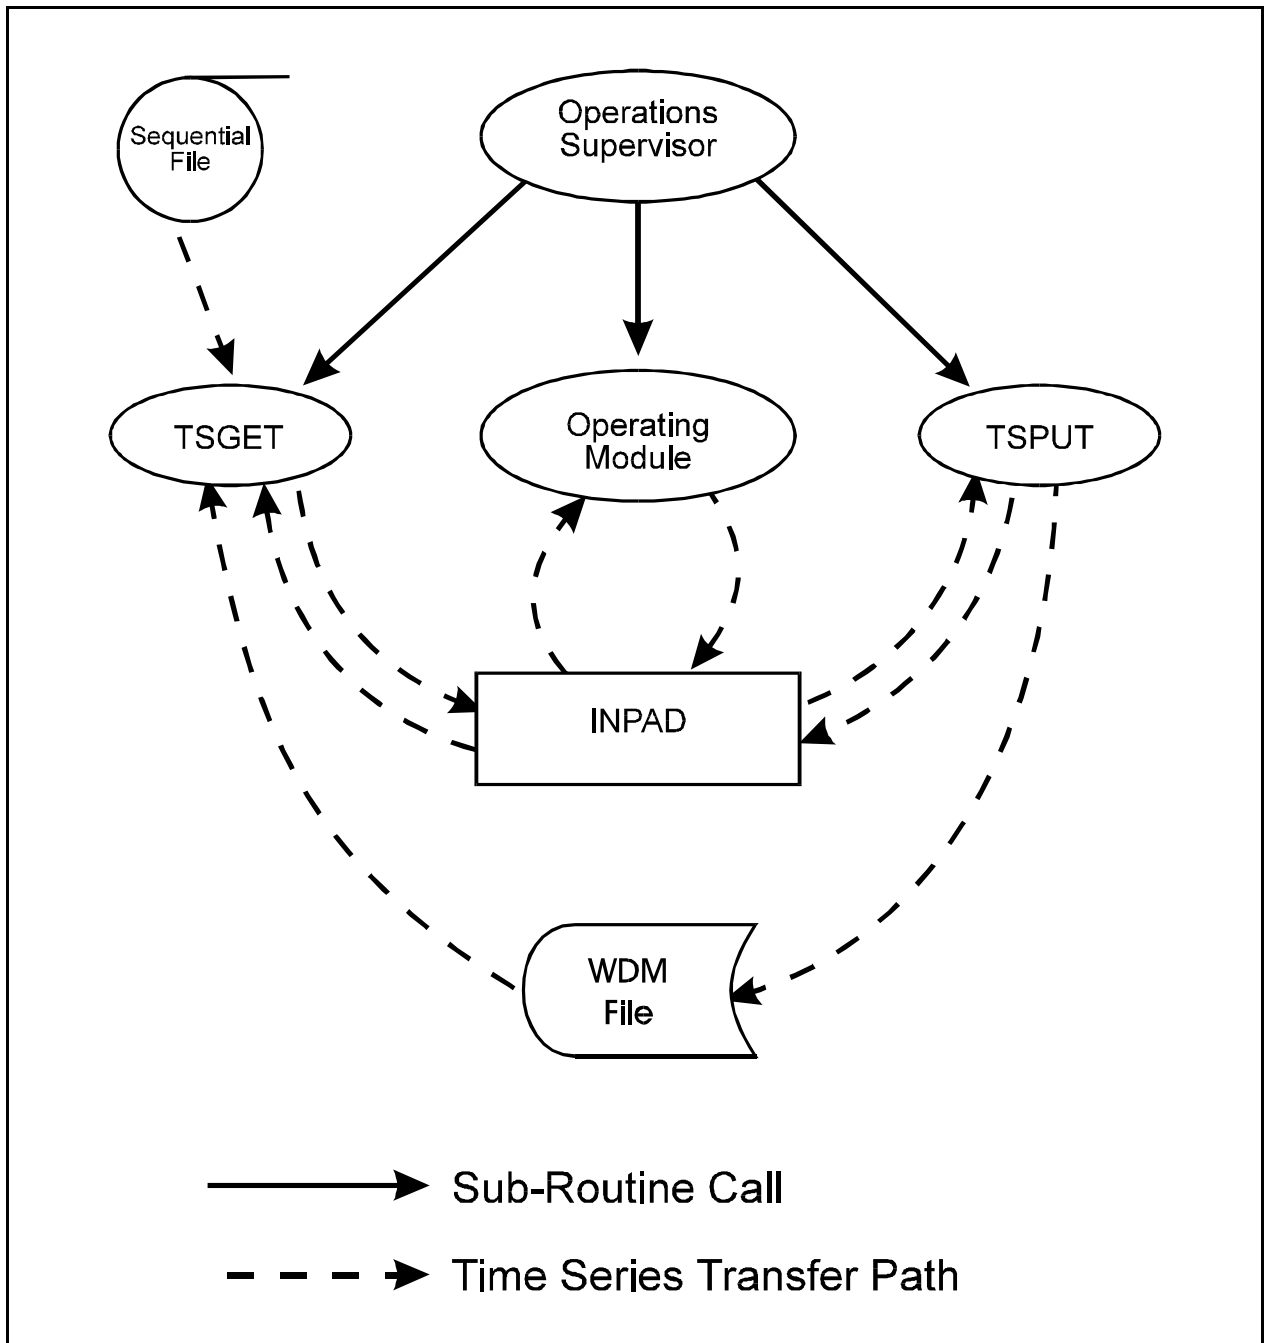 Sequential
File
Operations
Supervisor
TSGET
Operating
Module
TSPUT
INPAD
WDM
File
Sub-Routine Call
Time Series Transfer Path